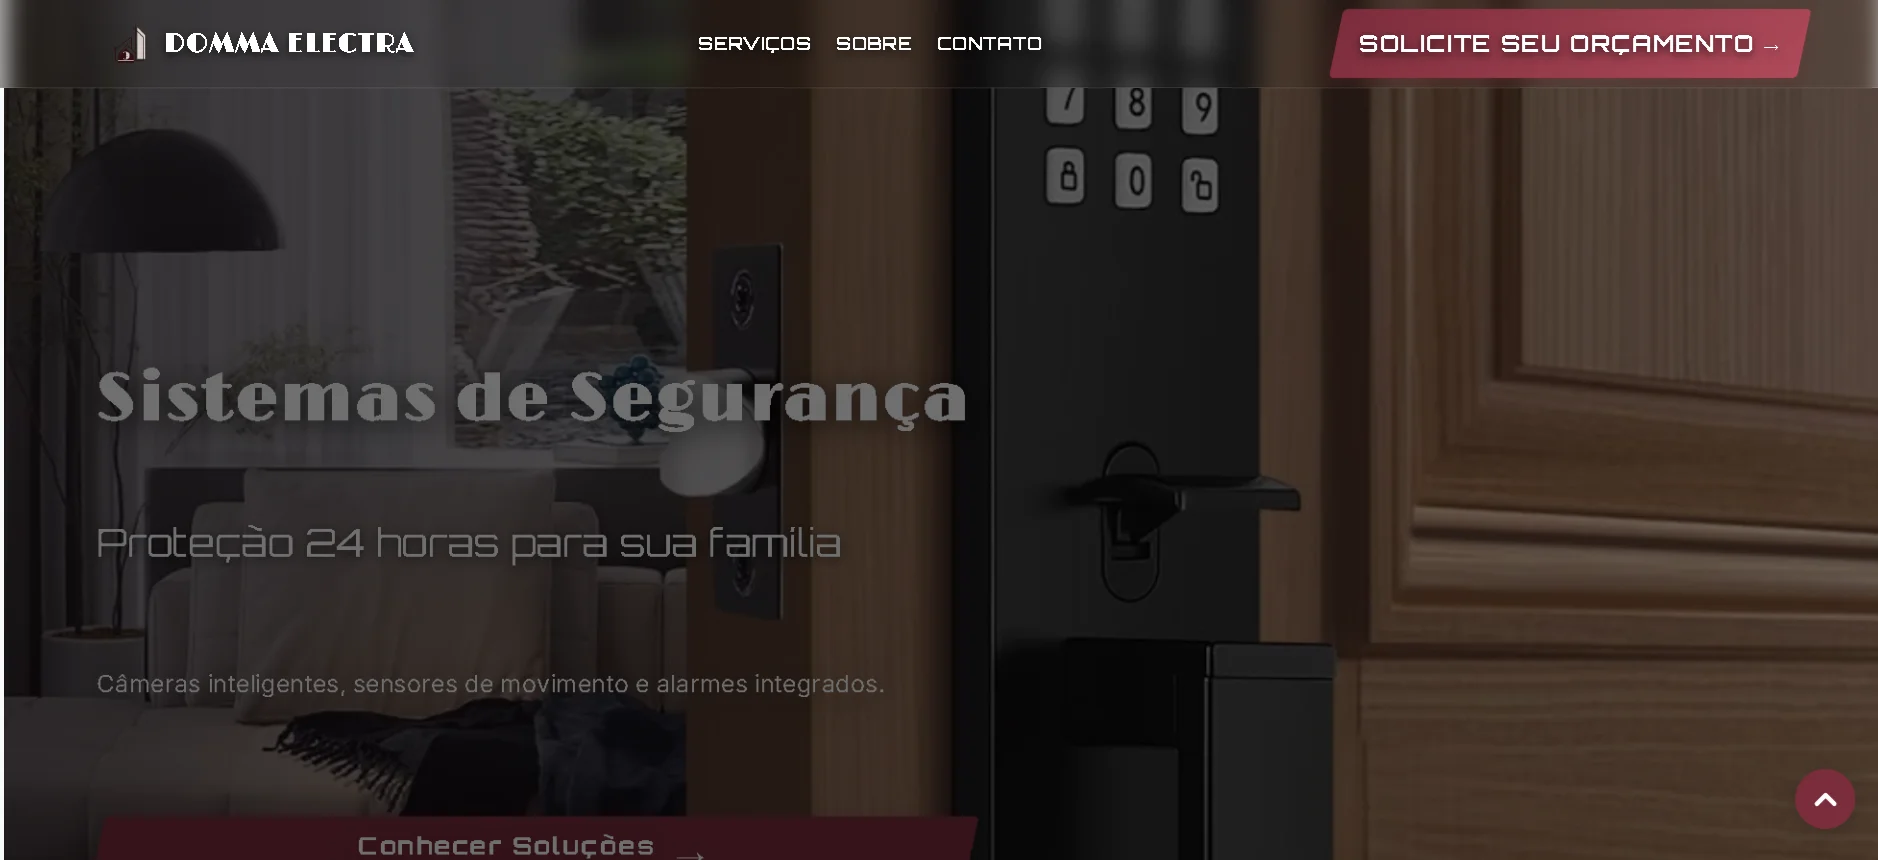 DOMMA ELECTRA
SERVIÇOS SOBRE CONTATO
SOLICITE SEU ORÇAMENTO →
7 8 9
0
Sistemas de Segurança
Proteção 24 horas para sua família
Câmeras inteligentes, sensores de movimento e alarmes integrados.
Conhecer Soluções →